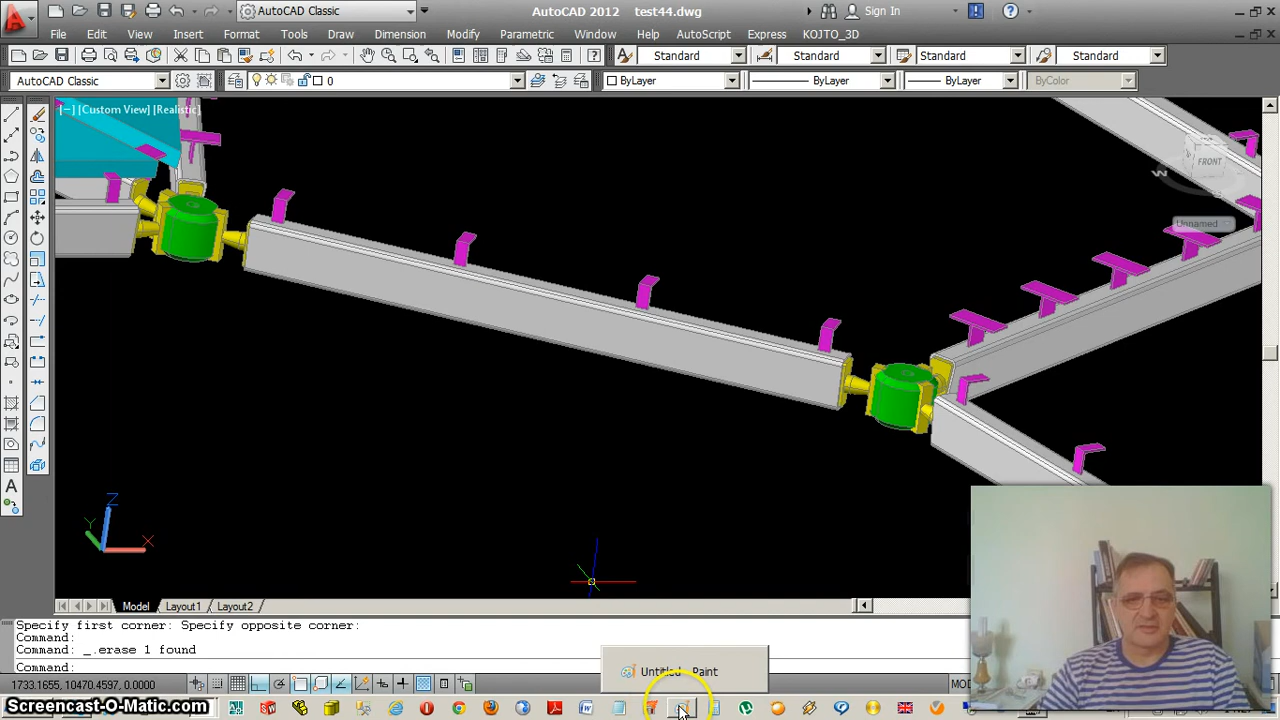 AutoCAD Classic
AutoCAD 2012 test44.dwg
Sign In
File Edit View Insert Format Tools Draw Dimension Modify Parametric Window Help AutoScript Express KOJTO_3D
Standard Standard Standard Standard
AutoCAD Classic 0 ByLayer ByLayer ByLayer ByColor
[−] [Custom View] [Realistic]
FRONT
W
Unnamed
Z
Y
X
Model Layout1 Layout2
Specify first corner: Specify opposite corner:
Command:
Command: _.erase 1 found
Command:
Untitled - Paint
1733.1655, 10470.4597, 0.0000
MOD
Screencast-O-Matic.com